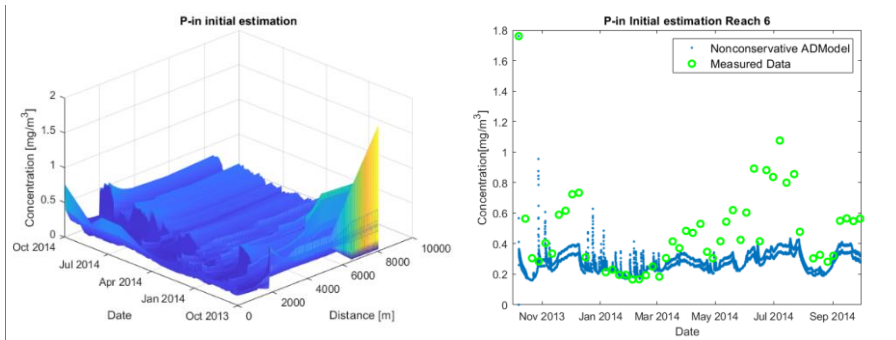 P-in initial estimation
2
1.5
1
0.5
0
Concentration [mg/m³]
Oct 2014
Jul 2014
Apr 2014
Jan 2014
Oct 2013
Date
0
2000
4000
6000
8000
10000
Distance [m]
P-in Initial estimation Reach 6
1.8
1.6
1.4
1.2
1
0.8
0.6
0.4
0.2
0
Concentration[mg/m³]
Nonconservative ADModel
Measured Data
Nov 2013 Jan 2014 Mar 2014 May 2014 Jul 2014 Sep 2014
Date